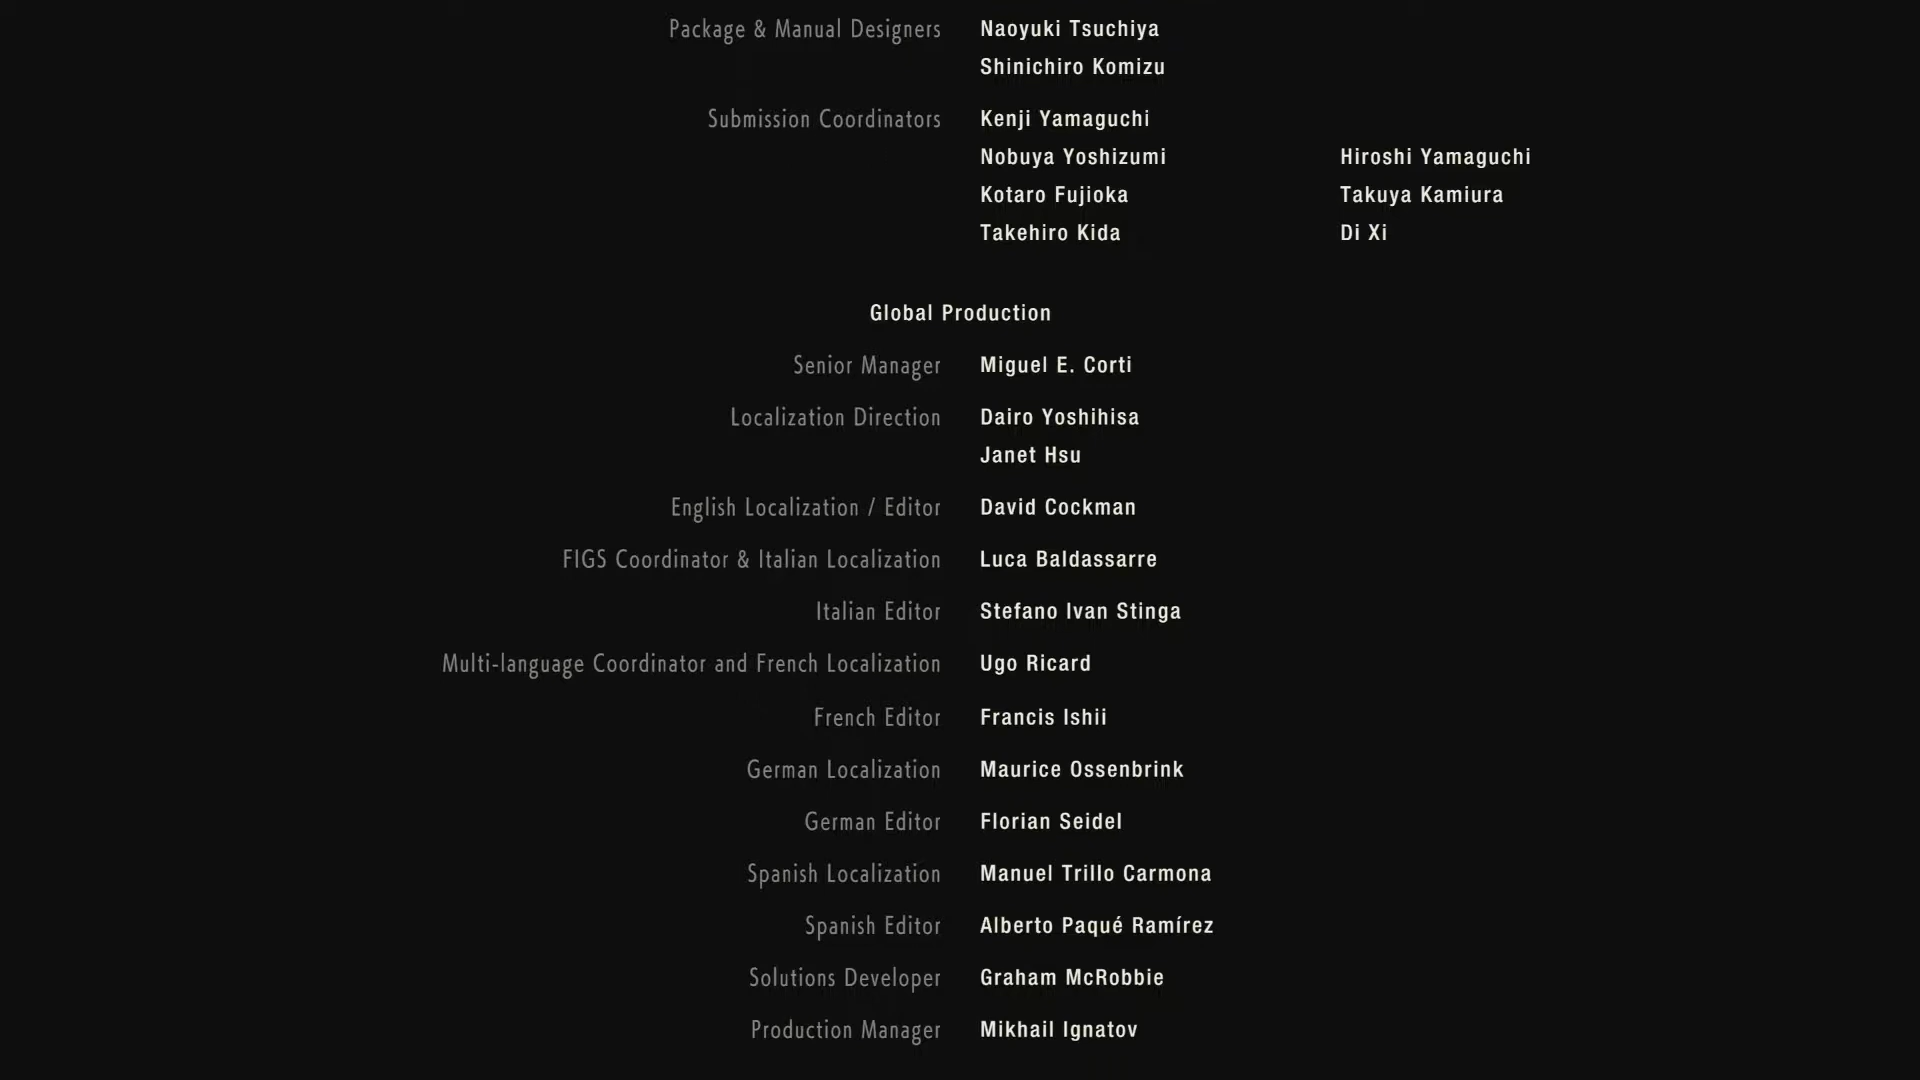 Package & Manual Designers Naoyuki Tsuchiya
Shinichiro Komizu
Submission Coordinators Kenji Yamaguchi
Nobuya Yoshizumi Hiroshi Yamaguchi
Kotaro Fujioka Takuya Kamiura
Takehiro Kida Di Xi
Global Production
Senior Manager Miguel E. Corti
Localization Direction Dairo Yoshihisa
Janet Hsu
English Localization / Editor David Cockman
FIGS Coordinator & Italian Localization Luca Baldassarre
Italian Editor Stefano Ivan Stinga
Multi-language Coordinator and French Localization Ugo Ricard
French Editor Francis Ishii
German Localization Maurice Ossenbrink
German Editor Florian Seidel
Spanish Localization Manuel Trillo Carmona
Spanish Editor Alberto Paqué Ramírez
Solutions Developer Graham McRobbie
Production Manager Mikhail Ignatov